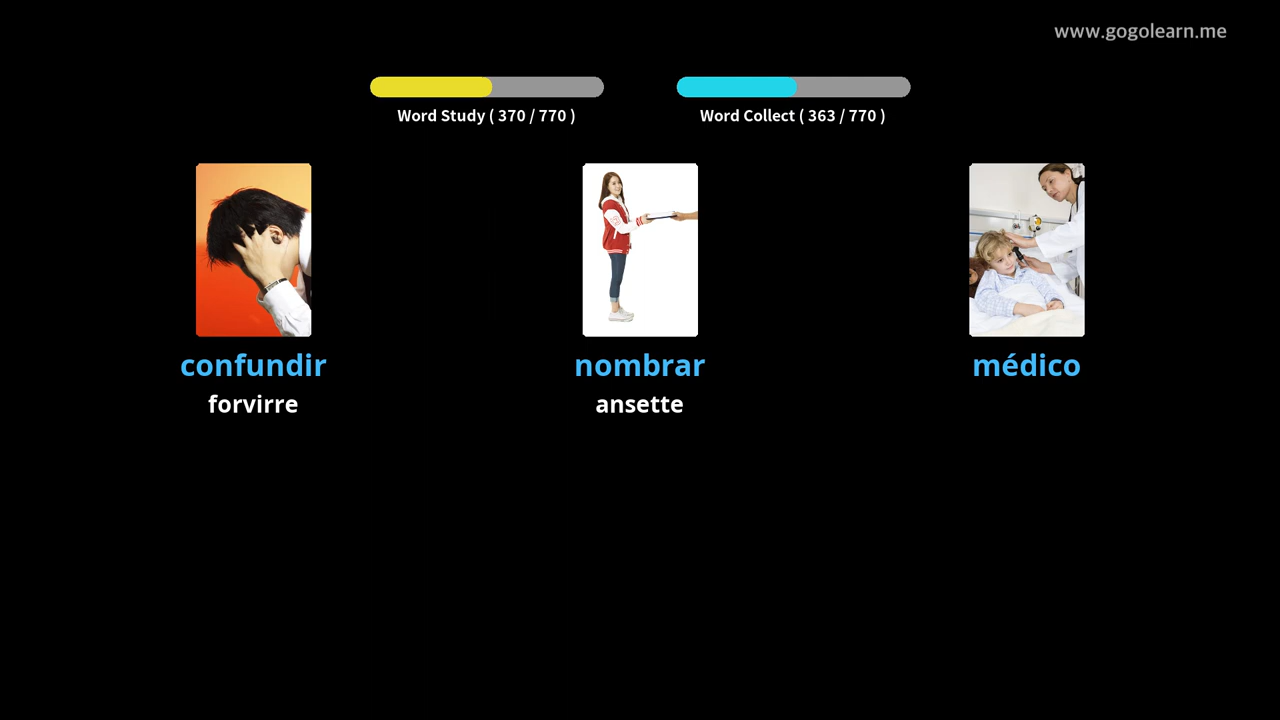 www.gogolearn.me
Word Study ( 370 / 770 )
Word Collect ( 363 / 770 )
confundir
forvirre
nombrar
ansette
médico